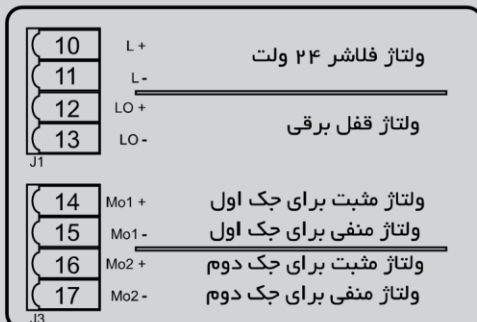 10 L + ولتاژ فلاشر ۲۴ ولت
11 L -
12 LO + ولتاژ قفل برقی
13 LO -
J1
14 Mo1 + ولتاژ مثبت برای جک اول
15 Mo1 - ولتاژ منفی برای جک اول
16 Mo2 + ولتاژ مثبت برای جک دوم
17 Mo2 - ولتاژ منفی برای جک دوم
J3